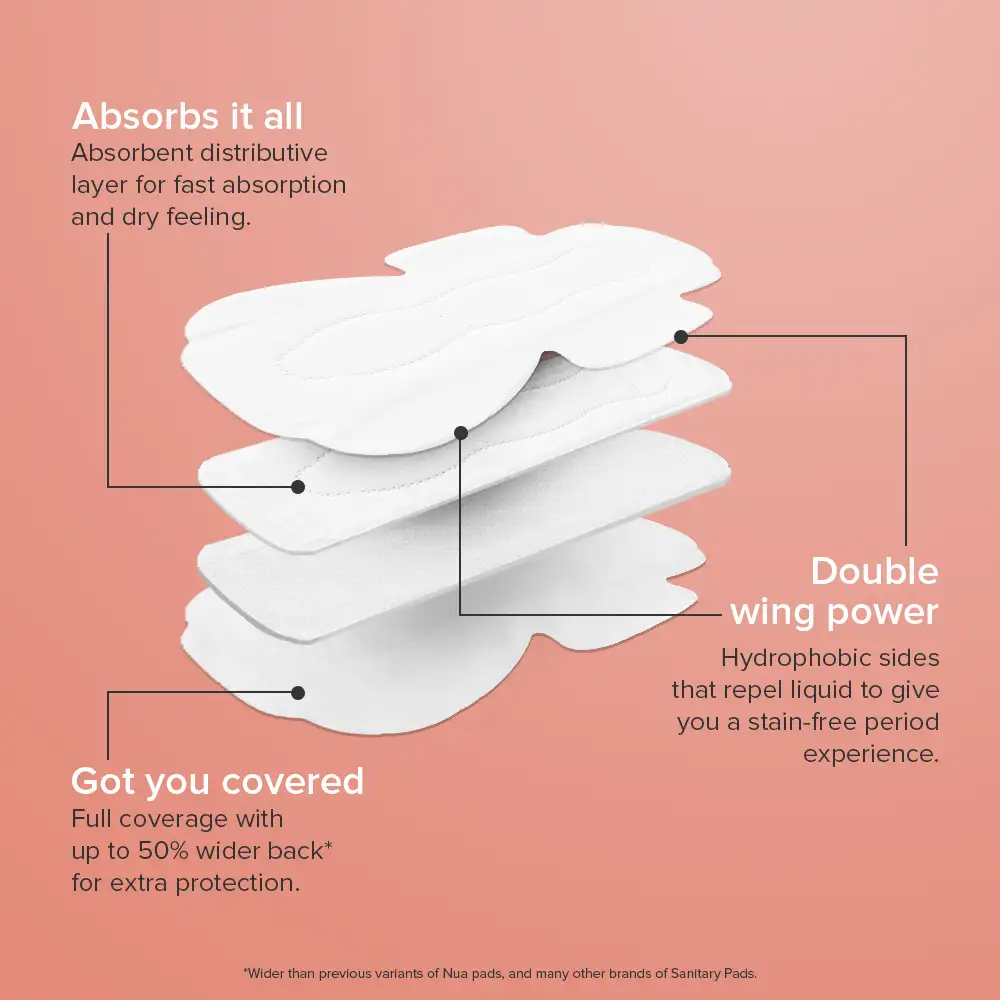 Absorbs it all
Absorbent distributive
layer for fast absorption
and dry feeling.
Double
wing power
Hydrophobic sides
that repel liquid to give
you a stain-free period
experience.
Got you covered
Full coverage with
up to 50% wider back*
for extra protection.
*Wider than previous variants of Nua pads, and many other brands of Sanitary Pads.